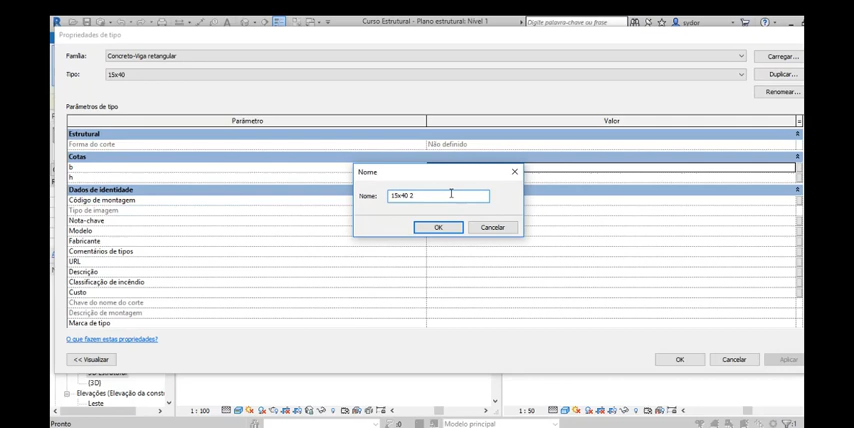 Curso Estrutural - Plano estrutural: Nível 1
Digite palavra-chave ou frase
sydor
Propriedades de tipo
Família: Concreto-Viga retangular Carregar...
Tipo: 15x40 Duplicar...
Renomear...
Parâmetros de tipo
Parâmetro Valor =
Estrutural
Forma do corte Não definido
Cotas
b
h
Nome
Nome: 15x40 2
OK Cancelar
Dados de identidade
Código de montagem
Tipo de imagem
Nota-chave
Modelo
Fabricante
Comentários de tipos
URL
Descrição
Classificação de incêndio
Custo
Chave do nome do corte
Descrição de montagem
Marca de tipo
O que fazem estas propriedades?
<< Visualizar OK Cancelar Aplicar
{3D}
Elevações (Elevação da constr
Leste
1 : 100 1 : 50
Pronto :0 Modelo principal :1